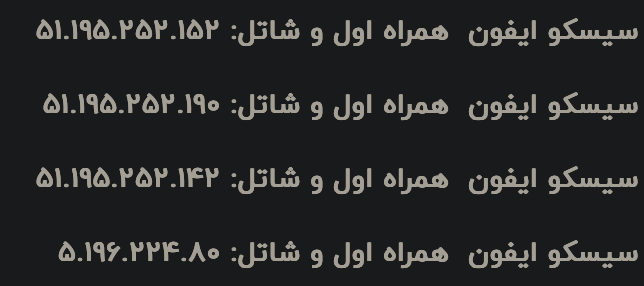 سیسکو ایفون  همراه اول و شاتل: ۵۱.۱۹۵.۲۵۲.۱۵۲
سیسکو ایفون  همراه اول و شاتل: ۵۱.۱۹۵.۲۵۲.۱۹۰
سیسکو ایفون  همراه اول و شاتل: ۵۱.۱۹۵.۲۵۲.۱۴۲
سیسکو ایفون  همراه اول و شاتل: ۵.۱۹۶.۲۲۴.۸۰